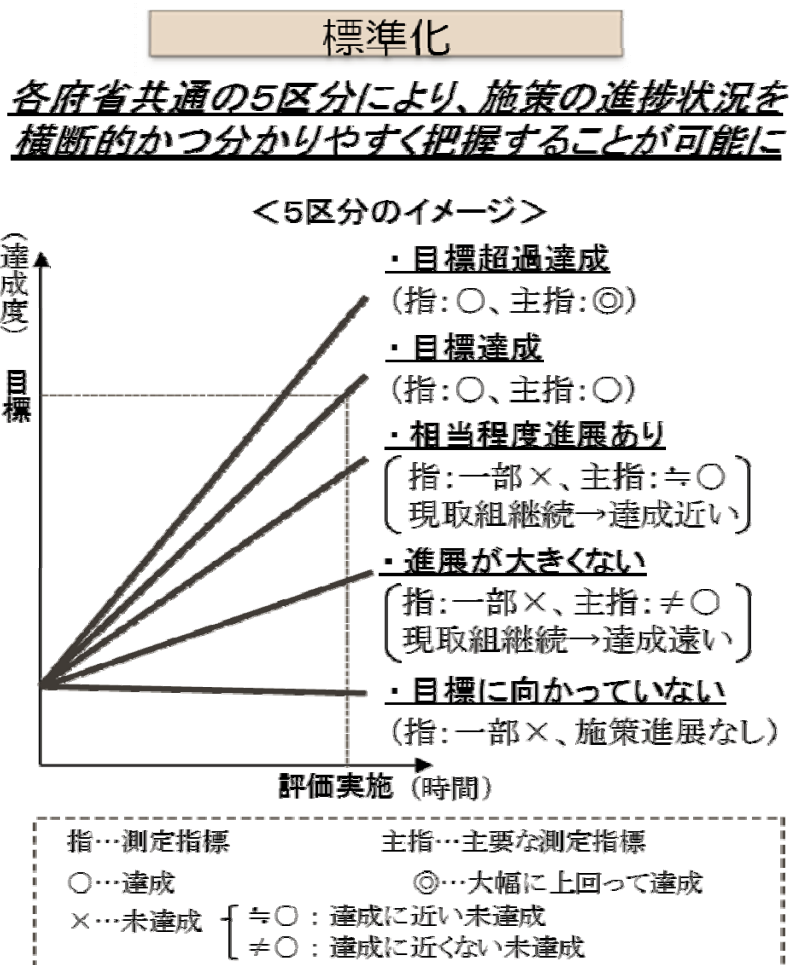 標準化
各府省共通の5区分により、施策の進捗状況を
横断的かつ分かりやすく把握することが可能に
＜5区分のイメージ＞
（達成度）
目標
・目標超過達成
（指：○、主指：◎）
・目標達成
（指：○、主指：○）
・相当程度進展あり
指：一部×、主指：≒○
現取組継続→達成近い
・進展が大きくない
指：一部×、主指：≠○
現取組継続→達成遠い
・目標に向かっていない
（指：一部×、施策進展なし）
評価実施（時間）
指…測定指標　主指…主要な測定指標
○…達成　◎…大幅に上回って達成
×…未達成
≒○：達成に近い未達成
≠○：達成に近くない未達成